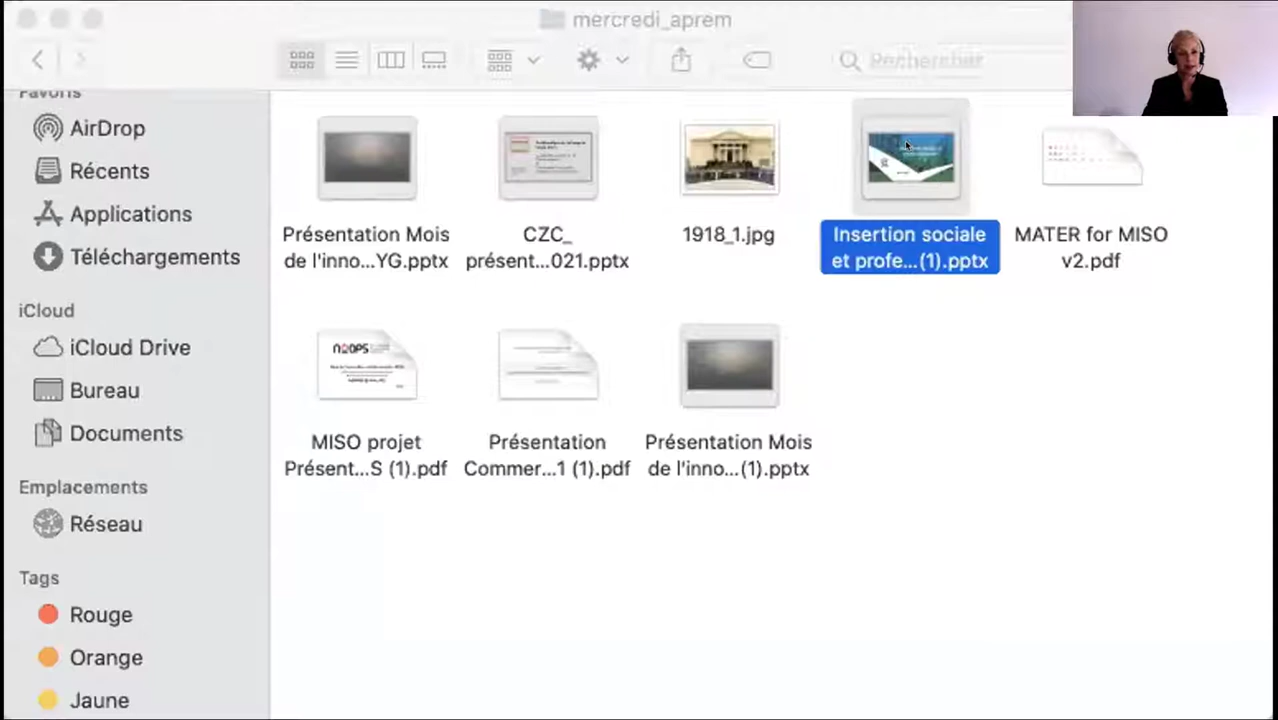 mercredi_aprem
Rechercher
Favoris
AirDrop
Récents
Applications
Téléchargements
iCloud
iCloud Drive
Bureau
Documents
Emplacements
Réseau
Tags
Rouge
Orange
Jaune
Présentation Mois
de l'inno...YG.pptx
CZC_
présent...021.pptx
1918_1.jpg
Insertion sociale
et profe...(1).pptx
MATER for MISO
v2.pdf
MISO projet
Présent...S (1).pdf
Présentation
Commer...1 (1).pdf
Présentation Mois
de l'inno...(1).pptx